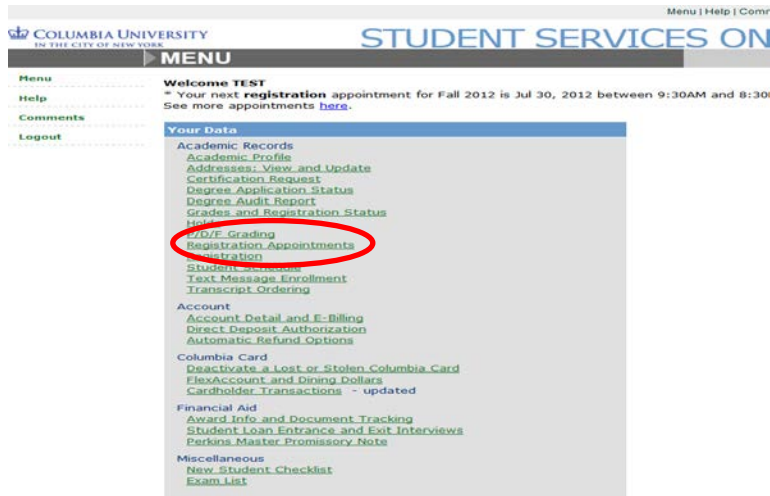 Menu | Help |
COLUMBIA UNIVERSITY
IN THE CITY OF NEW YORK
STUDENT SERVICES ON
MENU
Menu
Help
Comments
Logout
Welcome TEST
* Your next registration appointment for Fall 2012 is Jul 30, 2012 between 9:30AM and
See more appointments here.
Your Data
Academic Records
Academic Profile
Addresses: View and Update
Certification Request
Degree Application Status
Degree Audit Report
Grades and Registration Status
P/D/F Grading
Registration Appointments
Registration
Student Schedule
Text Message Enrollment
Transcript Ordering
Account
Account Detail and E-Billing
Direct Deposit Authorization
Automatic Refund Options
Columbia Card
Deactivate a Lost or Stolen Columbia Card
FlexAccount and Dining Dollars
Cardholder Transactions - updated
Financial Aid
Award Info and Document Tracking
Student Loan Entrance and Exit Interviews
Perkins Master Promissory Note
Miscellaneous
New Student Checklist
Exam List